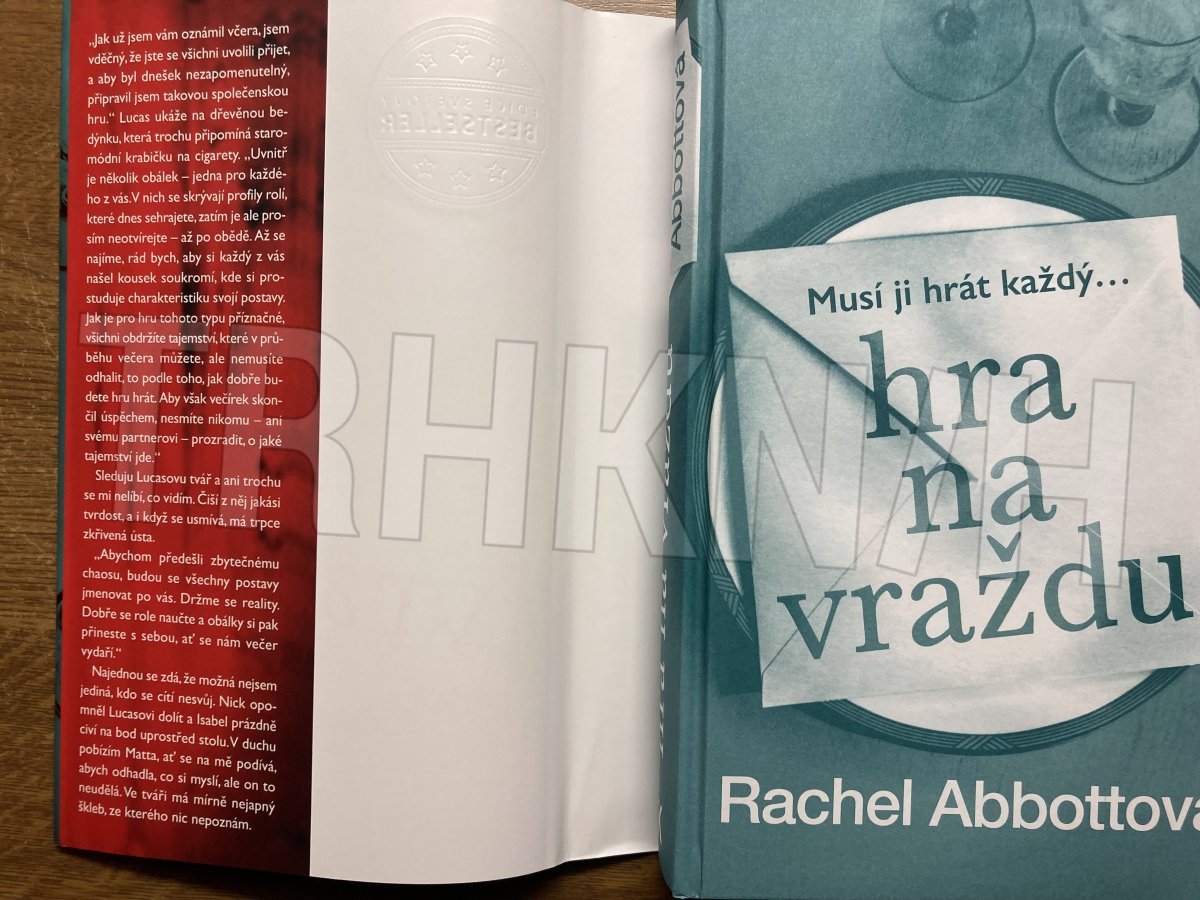 „Jak už jsem vám oznámil včera, jsem
vděčný, že jste se všichni uvolili přijet,
a aby byl dnešek nezapomenutelný,
připravil jsem takovou společenskou
hru.“ Lucas ukáže na dřevěnou be-
dýnku, která trochu připomíná staro-
módní krabičku na cigarety. „Uvnitř
je několik obálek – jedna pro každé-
ho z vás. V nich se skrývají profily rolí,
které dnes sehrajete, zatím je ale pro-
sím neotvírejte – až po obědě. Až se
najíme, rád bych, aby si každý z vás
našel kousek soukromí, kde si pro-
studuje charakteristiku svojí postavy.
Jak je pro hru tohoto typu příznačné,
všichni obdržíte tajemství, které v prů-
běhu večera můžete, ale nemusíte
odhalit, to podle toho, jak dobře bu-
dete hru hrát. Aby však večírek skon-
čil úspěchem, nesmíte nikomu – ani
svému partnerovi – prozradit, o jaké
tajemství jde.“
Sleduju Lucasovu tvář a ani trochu
se mi nelíbí, co vidím. Čiší z něj jakási
tvrdost, a i když se usmívá, má trpce
zkřivená ústa.
„Abychom předešli zbytečnému
chaosu, budou se všechny postavy
jmenovat po vás. Držme se reality.
Dobře se role naučte a obálky si pak
přineste s sebou, ať se nám večer
vydaří.“
Najednou se zdá, že možná nejsem
jediná, kdo se cítí nesvůj. Nick opo-
mněl Lucasovi dolít a Isabel prázdně
civí na bod uprostřed stolu. V duchu
pobízím Matta, ať se na mě podívá,
abych odhadla, co si myslí, ale on to
neudělá. Ve tváři má mírně nejapný
škleb, ze kterého nic nepoznám.
EDICE SVĚTOVÝ
BESTSELLER
Abbottová
Musí ji hrát každý...
hra
na
vraždu
Rachel Abbottová
TRHKNIH